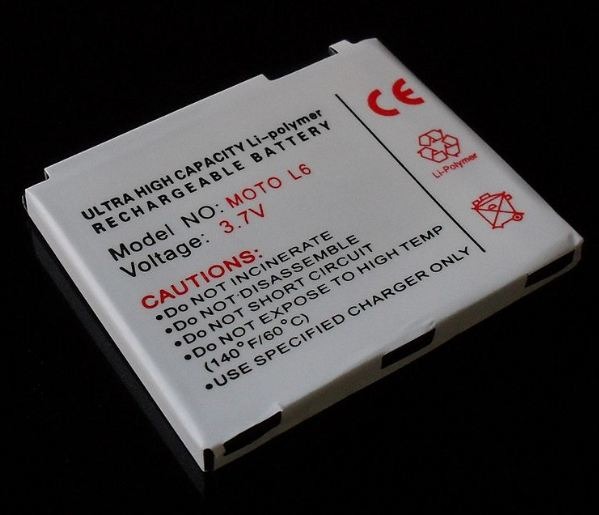 ULTRA HIGH CAPACITY Li-polymer
RECHARGEABLE BATTERY
Model NO: MOTO L6
Voltage: 3.7V
CAUTIONS:
•DO NOT INCINERATE
•DO NOT DISASSEMBLE
•DO NOT SHORT CIRCUIT
•DO NOT EXPOSE TO HIGH TEMP
(140°F/60°C)
•USE SPECIFIED CHARGER ONLY
CE
Li-Polymer